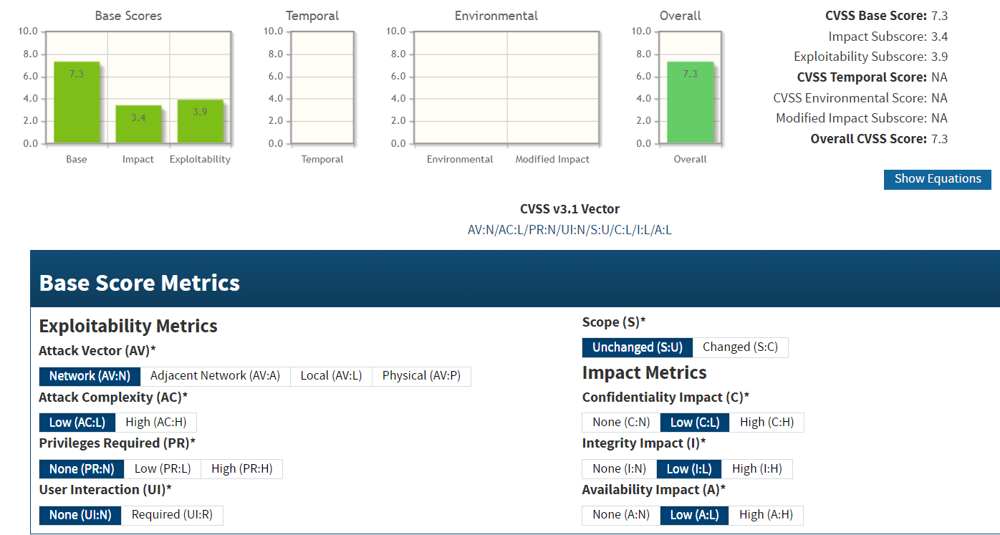 Base Scores
10.0
8.0
6.0
4.0
2.0
0.0
7.3
3.4
3.9
Base
Impact
Exploitability
Temporal
10.0
8.0
6.0
4.0
2.0
0.0
Temporal
Environmental
10.0
8.0
6.0
4.0
2.0
0.0
Environmental
Modified Impact
Overall
10.0
8.0
6.0
4.0
2.0
0.0
7.3
Overall
CVSS Base Score: 7.3
Impact Subscore: 3.4
Exploitability Subscore: 3.9
CVSS Temporal Score: NA
CVSS Environmental Score: NA
Modified Impact Subscore: NA
Overall CVSS Score: 7.3
Show Equations
CVSS v3.1 Vector
AV:N/AC:L/PR:N/UI:N/S:U/C:L/I:L/A:L
Base Score Metrics
Exploitability Metrics
Attack Vector (AV)*
Network (AV:N) Adjacent Network (AV:A) Local (AV:L) Physical (AV:P)
Attack Complexity (AC)*
Low (AC:L) High (AC:H)
Privileges Required (PR)*
None (PR:N) Low (PR:L) High (PR:H)
User Interaction (UI)*
None (UI:N) Required (UI:R)
Scope (S)*
Unchanged (S:U) Changed (S:C)
Impact Metrics
Confidentiality Impact (C)*
None (C:N) Low (C:L) High (C:H)
Integrity Impact (I)*
None (I:N) Low (I:L) High (I:H)
Availability Impact (A)*
None (A:N) Low (A:L) High (A:H)